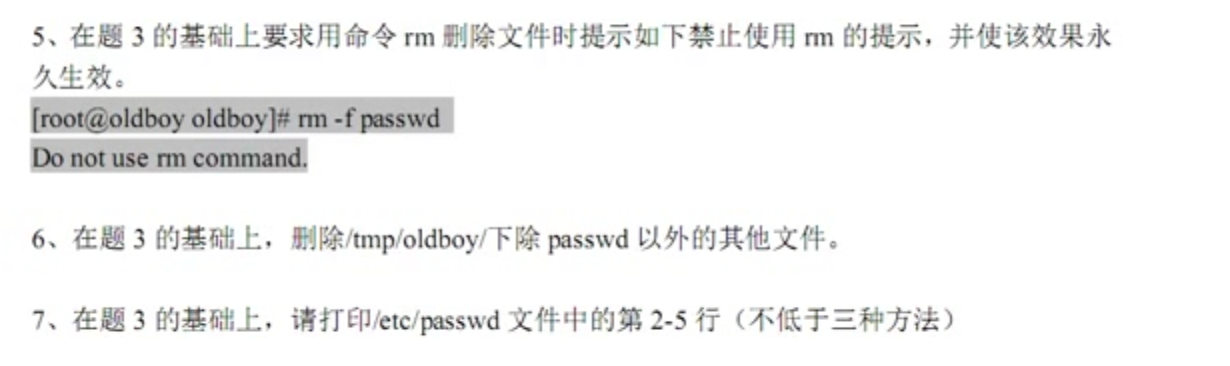 5、在题 3 的基础上要求用命令 rm 删除文件时提示如下禁止使用 rm 的提示，并使该效果永
久生效。
[root@oldboy oldboy]# rm -f passwd
Do not use rm command.
6、在题 3 的基础上，删除/tmp/oldboy/下除 passwd 以外的其他文件。
7、在题 3 的基础上，请打印/etc/passwd 文件中的第 2-5 行（不低于三种方法）